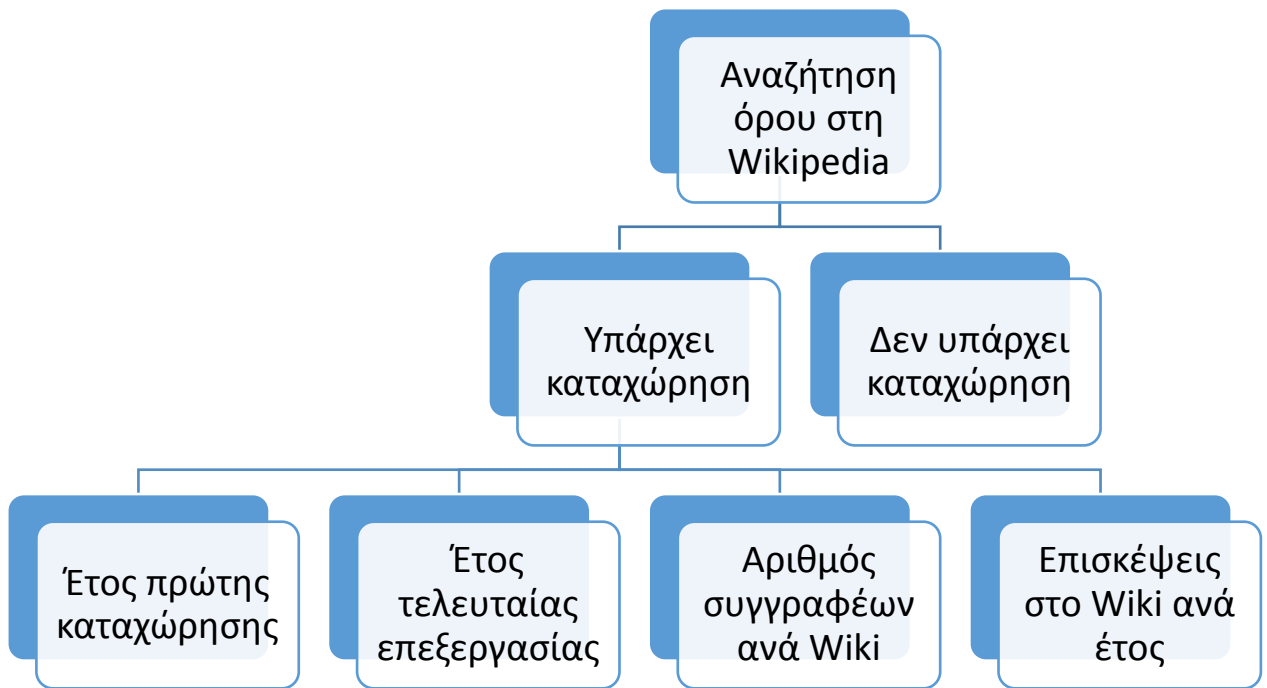 Αναζήτηση
όρου στη
Wikipedia
Υπάρχει
καταχώρηση
Δεν υπάρχει
καταχώρηση
Έτος πρώτης
καταχώρησης
Έτος
τελευταίας
επεξεργασίας
Αριθμός
συγγραφέων
ανά Wiki
Επισκέψεις
στο Wiki ανά
έτος